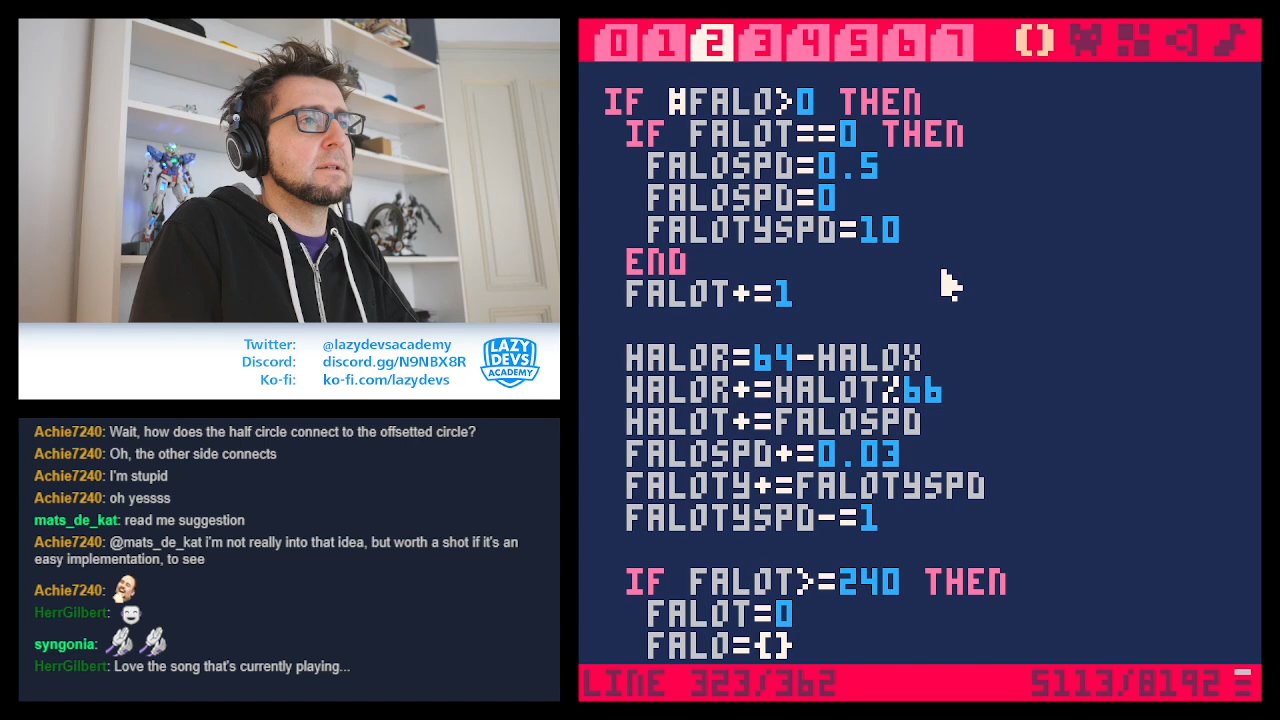 Twitter: @lazydevsacademy
Discord: discord.gg/N9NBX8R
Ko-fi: ko-fi.com/lazydevs
LAZY
DEVS
ACADEMY
Achie7240: Wait, how does the half circle connect to the offsetted circle?
Achie7240: Oh, the other side connects
Achie7240: I'm stupid
Achie7240: oh yessss
mats_de_kat: read me suggestion
Achie7240: @mats_de_kat i'm not really into that idea, but worth a shot if it's an
easy implementation, to see
Achie7240:
HerrGilbert:
syngonia:
HerrGilbert: Love the song that's currently playing...
0 1 2 3 4 5 6 7 ()
IF #FALO>0 THEN
IF FALOT==0 THEN
FALOSPD=0.5
FALOSPD=0
FALOTYSPD=10
END
FALOT+=1
HALOR=64-HALOX
HALOR+=HALOT%66
HALOT+=FALOSPD
FALOSPD+=0.03
FALOTY+=FALOTYSPD
FALOTYSPD-=1
IF FALOT>=240 THEN
FALOT=0
FALO={}
LINE 323/362 5113/8192